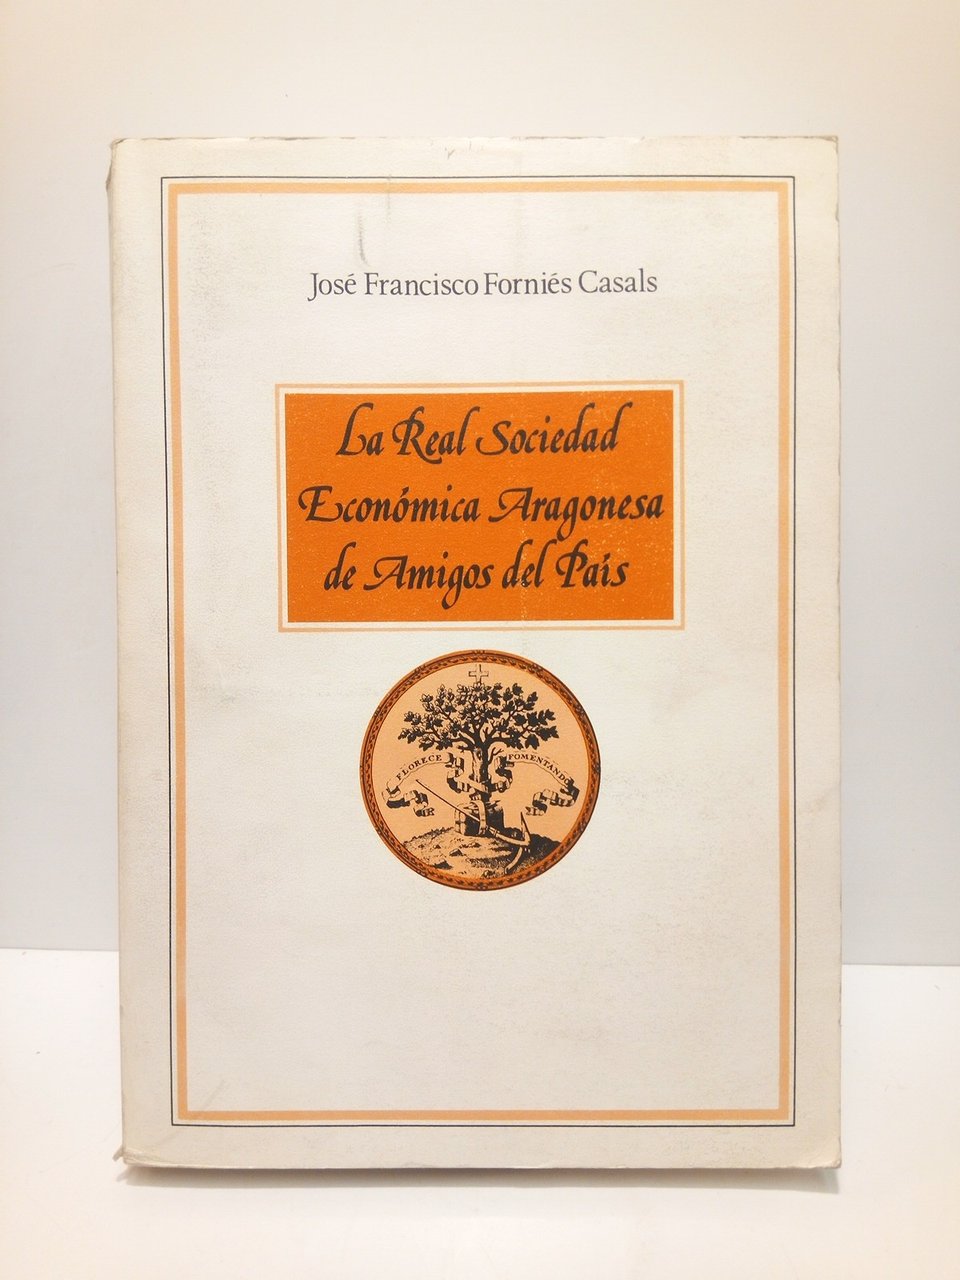 José Francisco Forniés Casals
La Real Sociedad
Económica Aragonesa
de Amigos del País
FLORECE FOMENTANDO